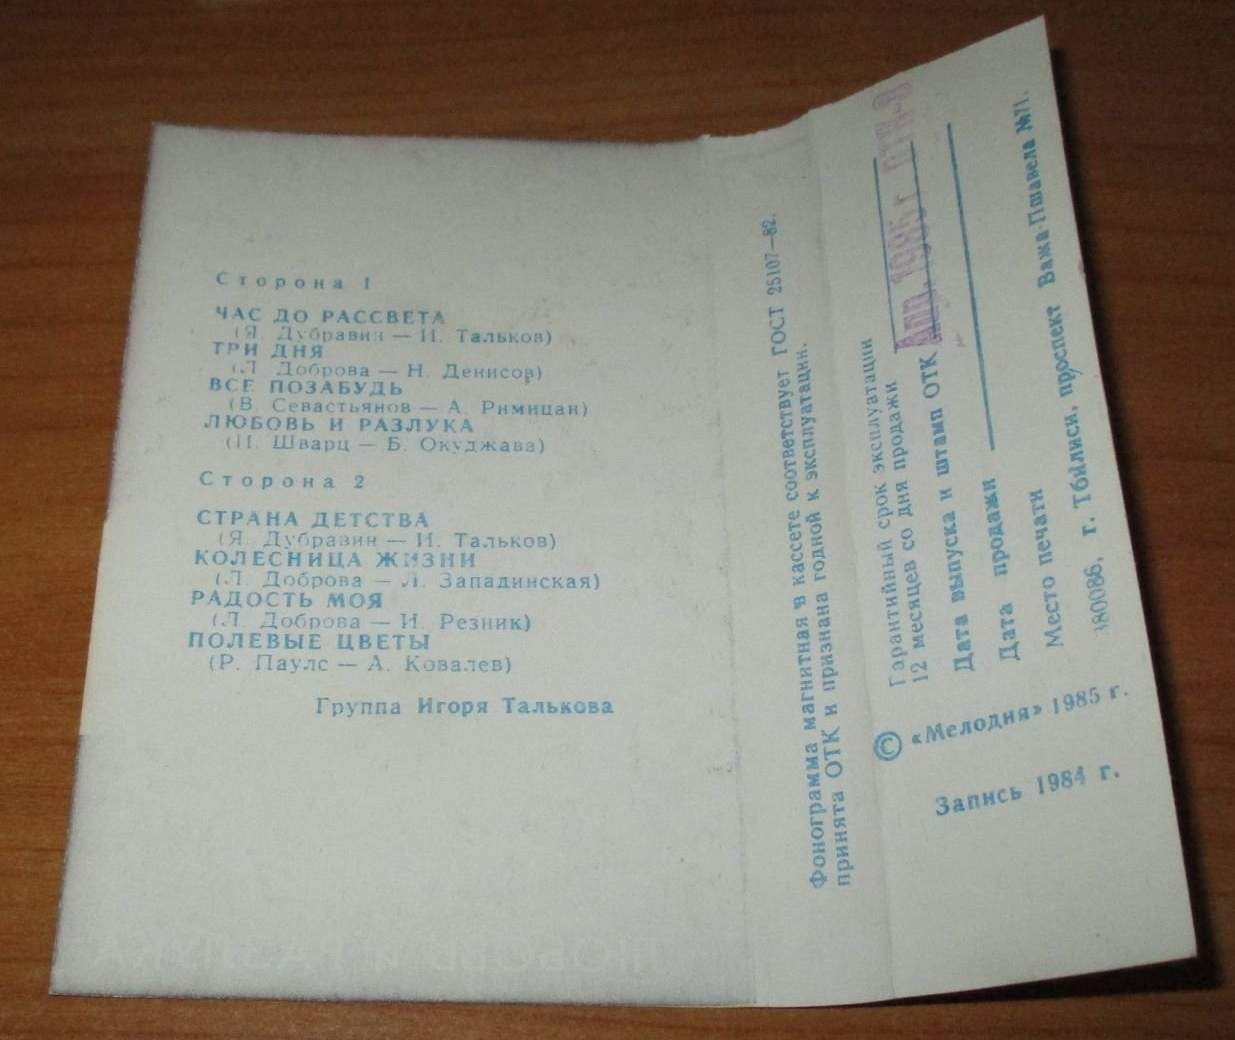 Сторона 1
ЧАС ДО РАССВЕТА
(Я. Дубравин — И. Тальков)
ТРИ ДНЯ
(Л Доброва — Н. Денисов)
ВСЕ ПОЗАБУДЬ
(В. Севастьянов — А. Римицан)
ЛЮБОВЬ И РАЗЛУКА
(И. Шварц — Б. Окуджава)
Сторона 2
СТРАНА ДЕТСТВА
(Я. Дубравин — И. Тальков)
КОЛЕСНИЦА ЖИЗНИ
(Л. Доброва — Л. Западинская)
РАДОСТЬ МОЯ
(Л. Доброва — И. Резник)
ПОЛЕВЫЕ ЦВЕТЫ
(Р. Паулс — А. Ковалев)
Группа Игоря Талькова
Фонограмма магнитная в кассете соответствует ГОСТ 25107—82.
принята ОТК и признана годной к эксплуатации.
Гарантийный срок эксплуатации
12 месяцев со дня продажи
Дата выпуска и штамп ОТК
1985 г.
Дата продажи
Место печати
380086, г. Тбилиси, проспект Важа-Пшавела №71.
© «Мелодия» 1985 г.
Запись 1984 г.
ЛЮБОВЬ И РАЗЛУКА